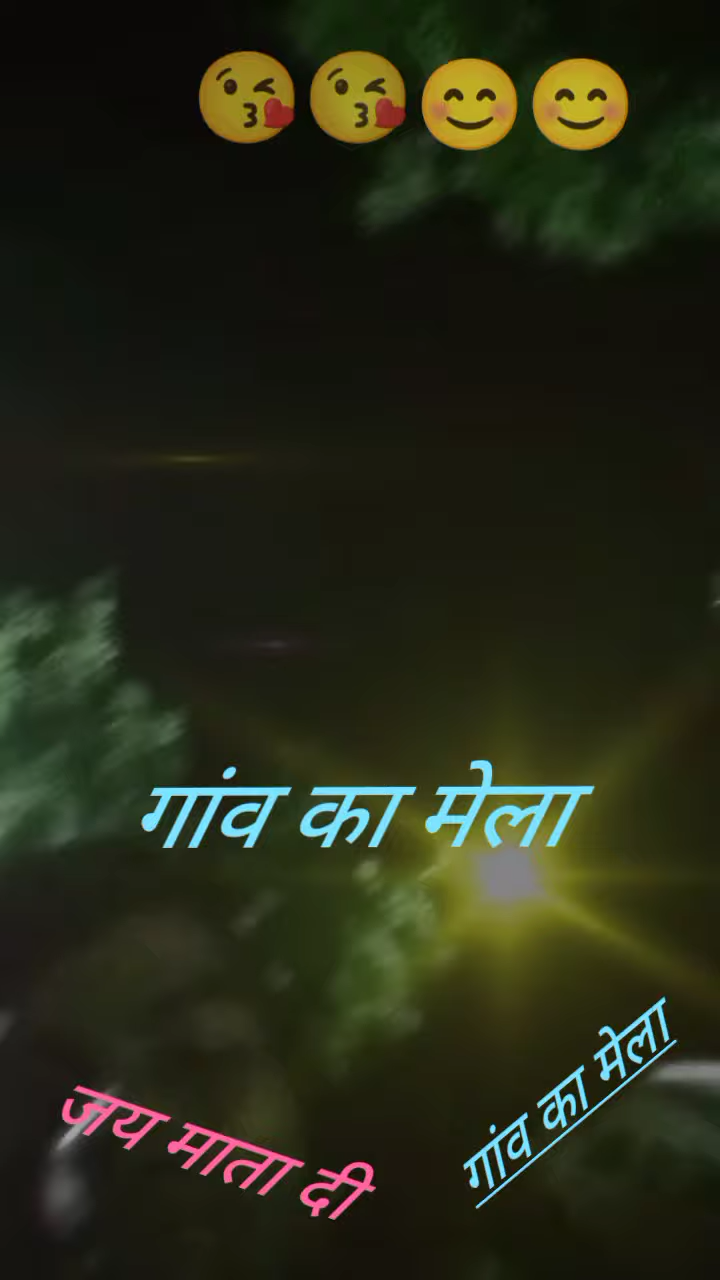 😘😘😊😊
गांव का मेला
गांव का मेला
जय माता दी